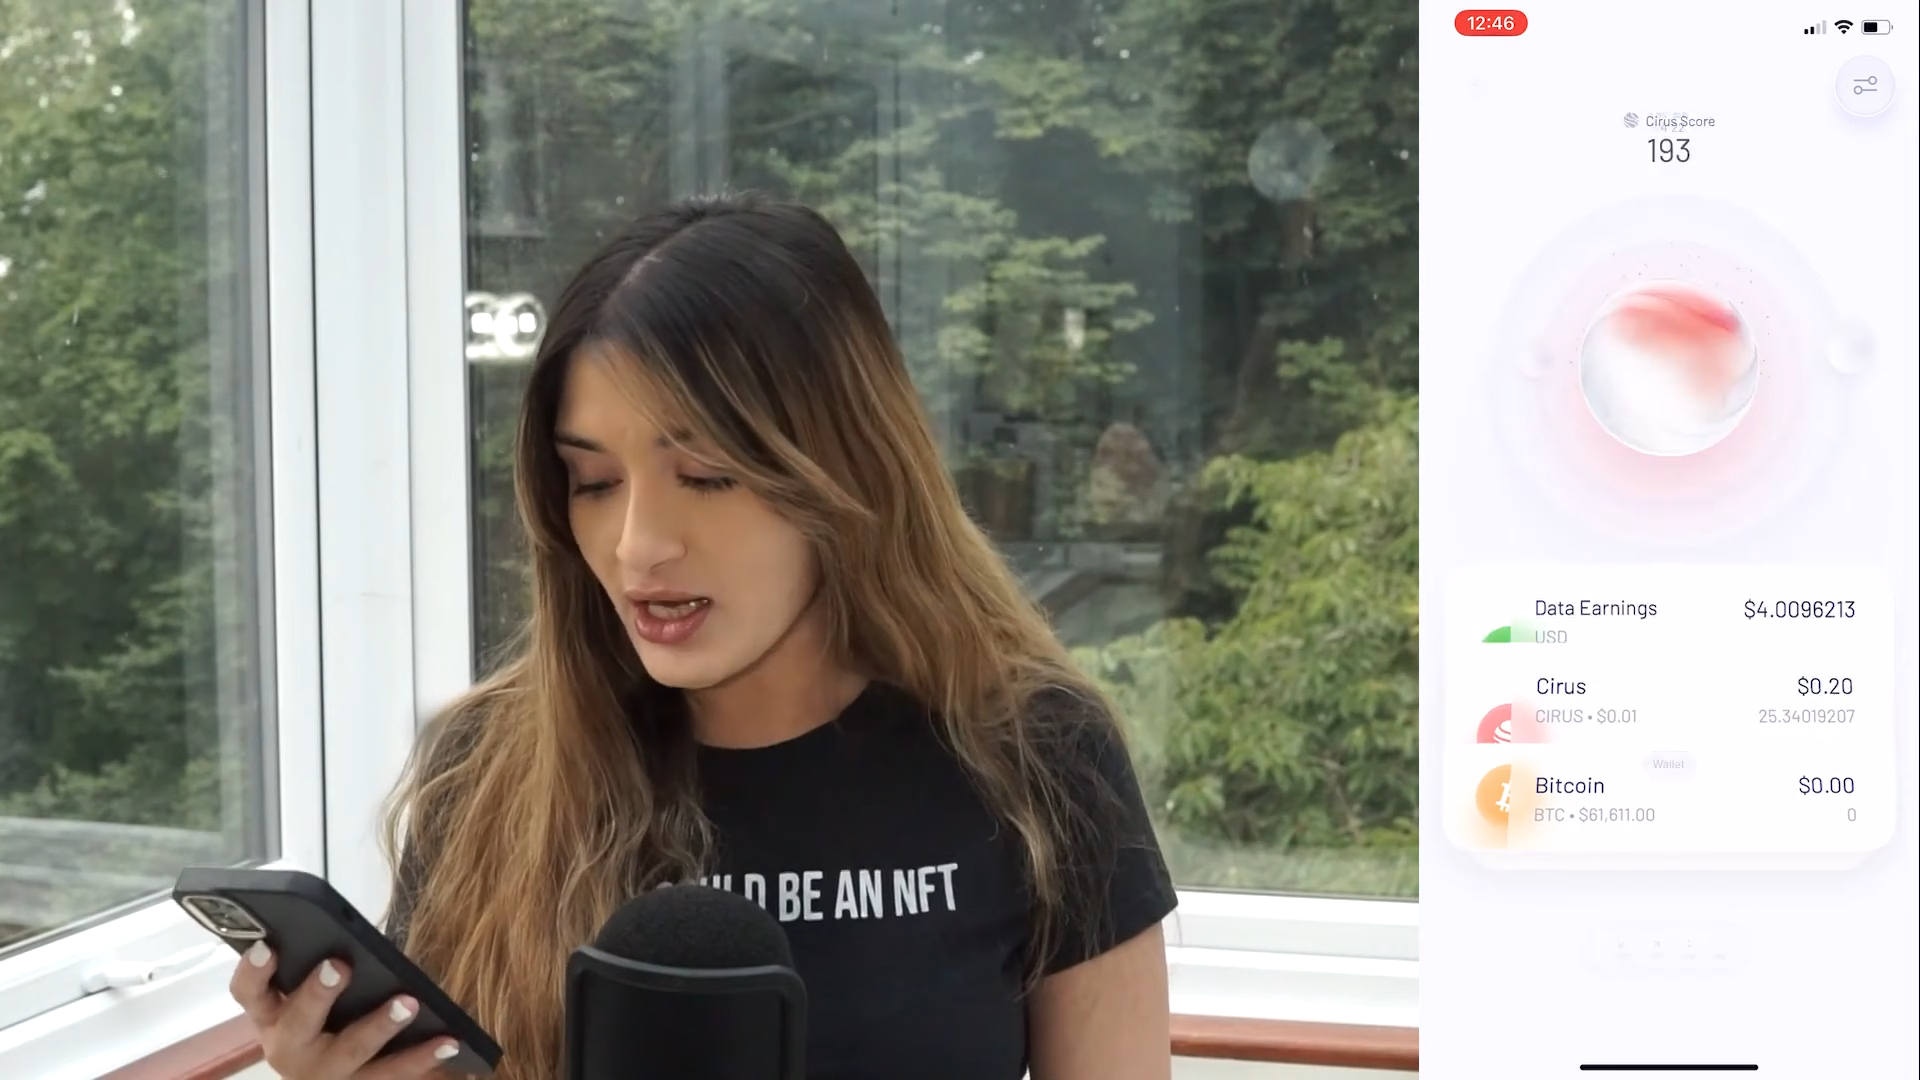 BE AN NFT
12:46
Cirus Score
193
Data Earnings
$4.0096213
USD
Cirus
$0.20
CIRUS • $0.01
25.34019207
Wallet
Bitcoin
$0.00
BTC • $61,611.00
0